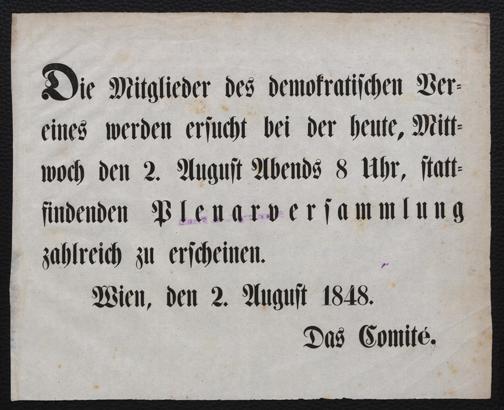 Die Mitglieder des demokratischen Ver-
eines werden ersucht bei der heute, Mitt-
woch den 2. August Abends 8 Uhr, statt-
findenden Plenarversammlung
zahlreich zu erscheinen.
Wien, den 2. August 1848.
Das Comité.